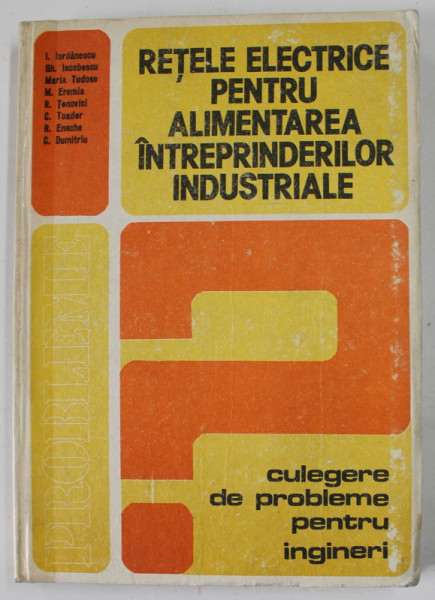 I. Iordănescu
Gh. Iacobescu
Maria Tudose
M. Eremia
R. Țenovici
C. Toader
R. Enache
C. Dumitriu
REȚELE ELECTRICE
PENTRU
ALIMENTAREA
ÎNTREPRINDERILOR
INDUSTRIALE
PROBLEME
culegere
de probleme
pentru
ingineri